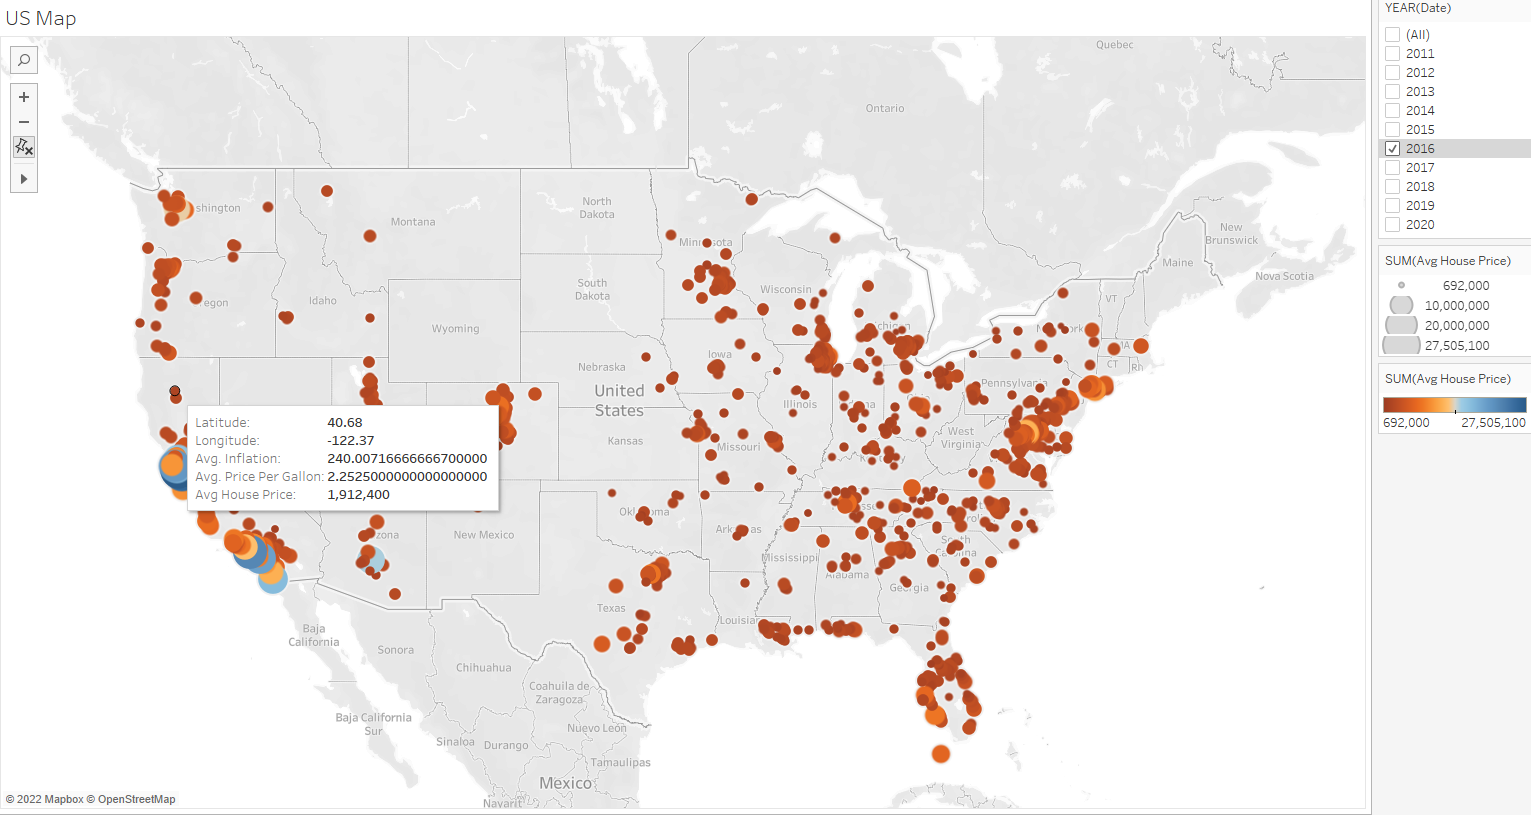 US Map
YEAR(Date)
(All)
2011
2012
2013
2014
2015
2016
2017
2018
2019
2020
SUM(Avg House Price)
692,000
10,000,000
20,000,000
27,505,100
SUM(Avg House Price)
692,000 27,505,100
Quebec
Ontario
shington
Montana
North
Dakota
Minnesota
New
Brunswick
Maine
Nova Scotia
egon
Idaho
South
Dakota
Wisconsin
VT
Wyoming
Iowa
MA
CT
Nebraska
United
States
Illinois
Pennsylvania
Kansas
Missouri
West
Virginia
Latitude: 40.68
Longitude: -122.37
Avg. Inflation: 240.00716666666700000
Avg. Price Per Gallon: 2.2525000000000000000
Avg House Price: 1,912,400
New Mexico
South
Carolina
Mississippi
Alabama
Georgia
Texas
Louisia
Baja
California
Sonora
Chihuahua
Coahuila de
Zaragoza
Baja California
Sur
Nuevo León
Sinaloa
Durango
Tamaulipas
Mexico
Navarit
© 2022 Mapbox © OpenStreetMap